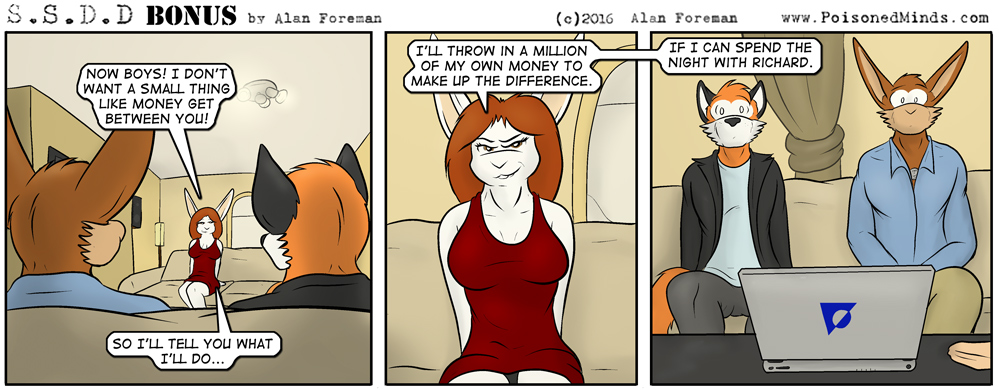 S.S.D.D BONUS by Alan Foreman (c)2016 Alan Foreman www.PoisonedMinds.com
NOW BOYS! I DON'T
WANT A SMALL THING
LIKE MONEY GET
BETWEEN YOU!
SO I'LL TELL YOU WHAT
I'LL DO...
I'LL THROW IN A MILLION
OF MY OWN MONEY TO
MAKE UP THE DIFFERENCE.
IF I CAN SPEND THE
NIGHT WITH RICHARD.